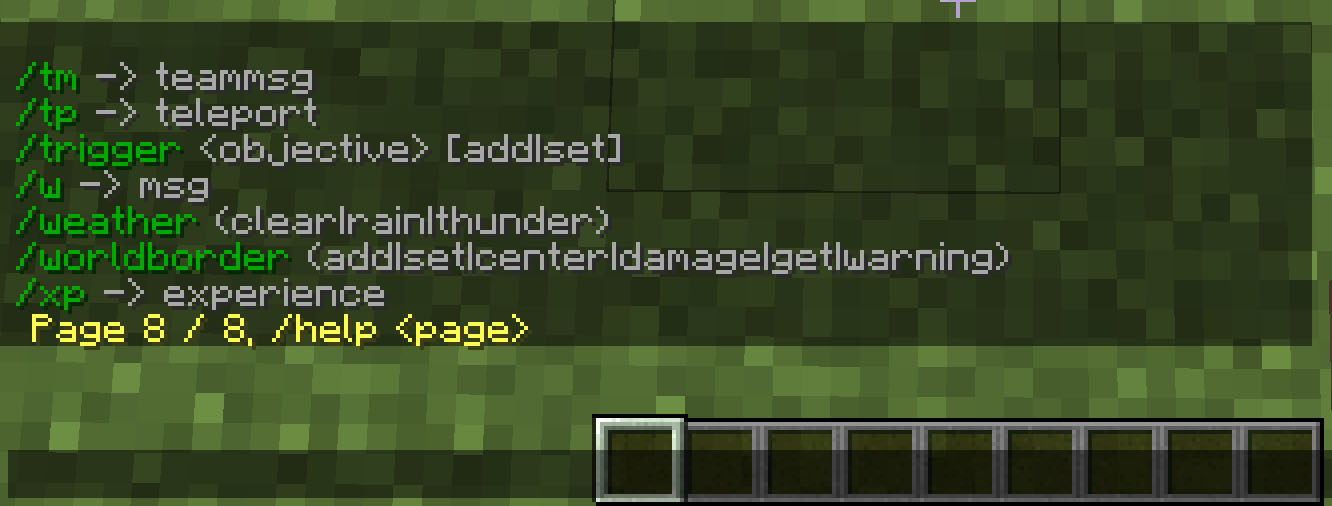 /tm -> teammsg
/tp -> teleport
/trigger <objective> [add|set]
/w -> msg
/weather (clear|rain|thunder)
/worldborder (add|set|center|damage|get|warning)
/xp -> experience
Page 8 / 8, /help <page>